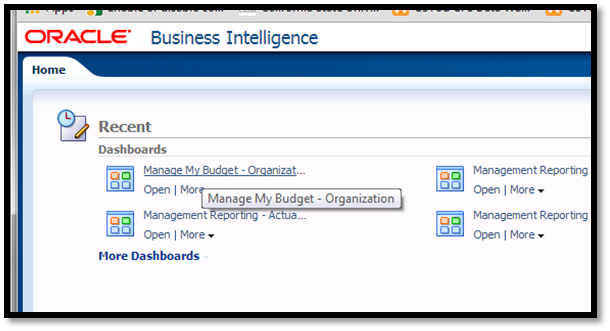 Apps
ORACLE® Business Intelligence
Home
Recent
Dashboards
Manage My Budget - Organizat...
Management Reporting
Open | More
Open | More
Manage My Budget - Organization
Management Reporting - Actua...
Management Reporting
Open | More
Open | More
More Dashboards